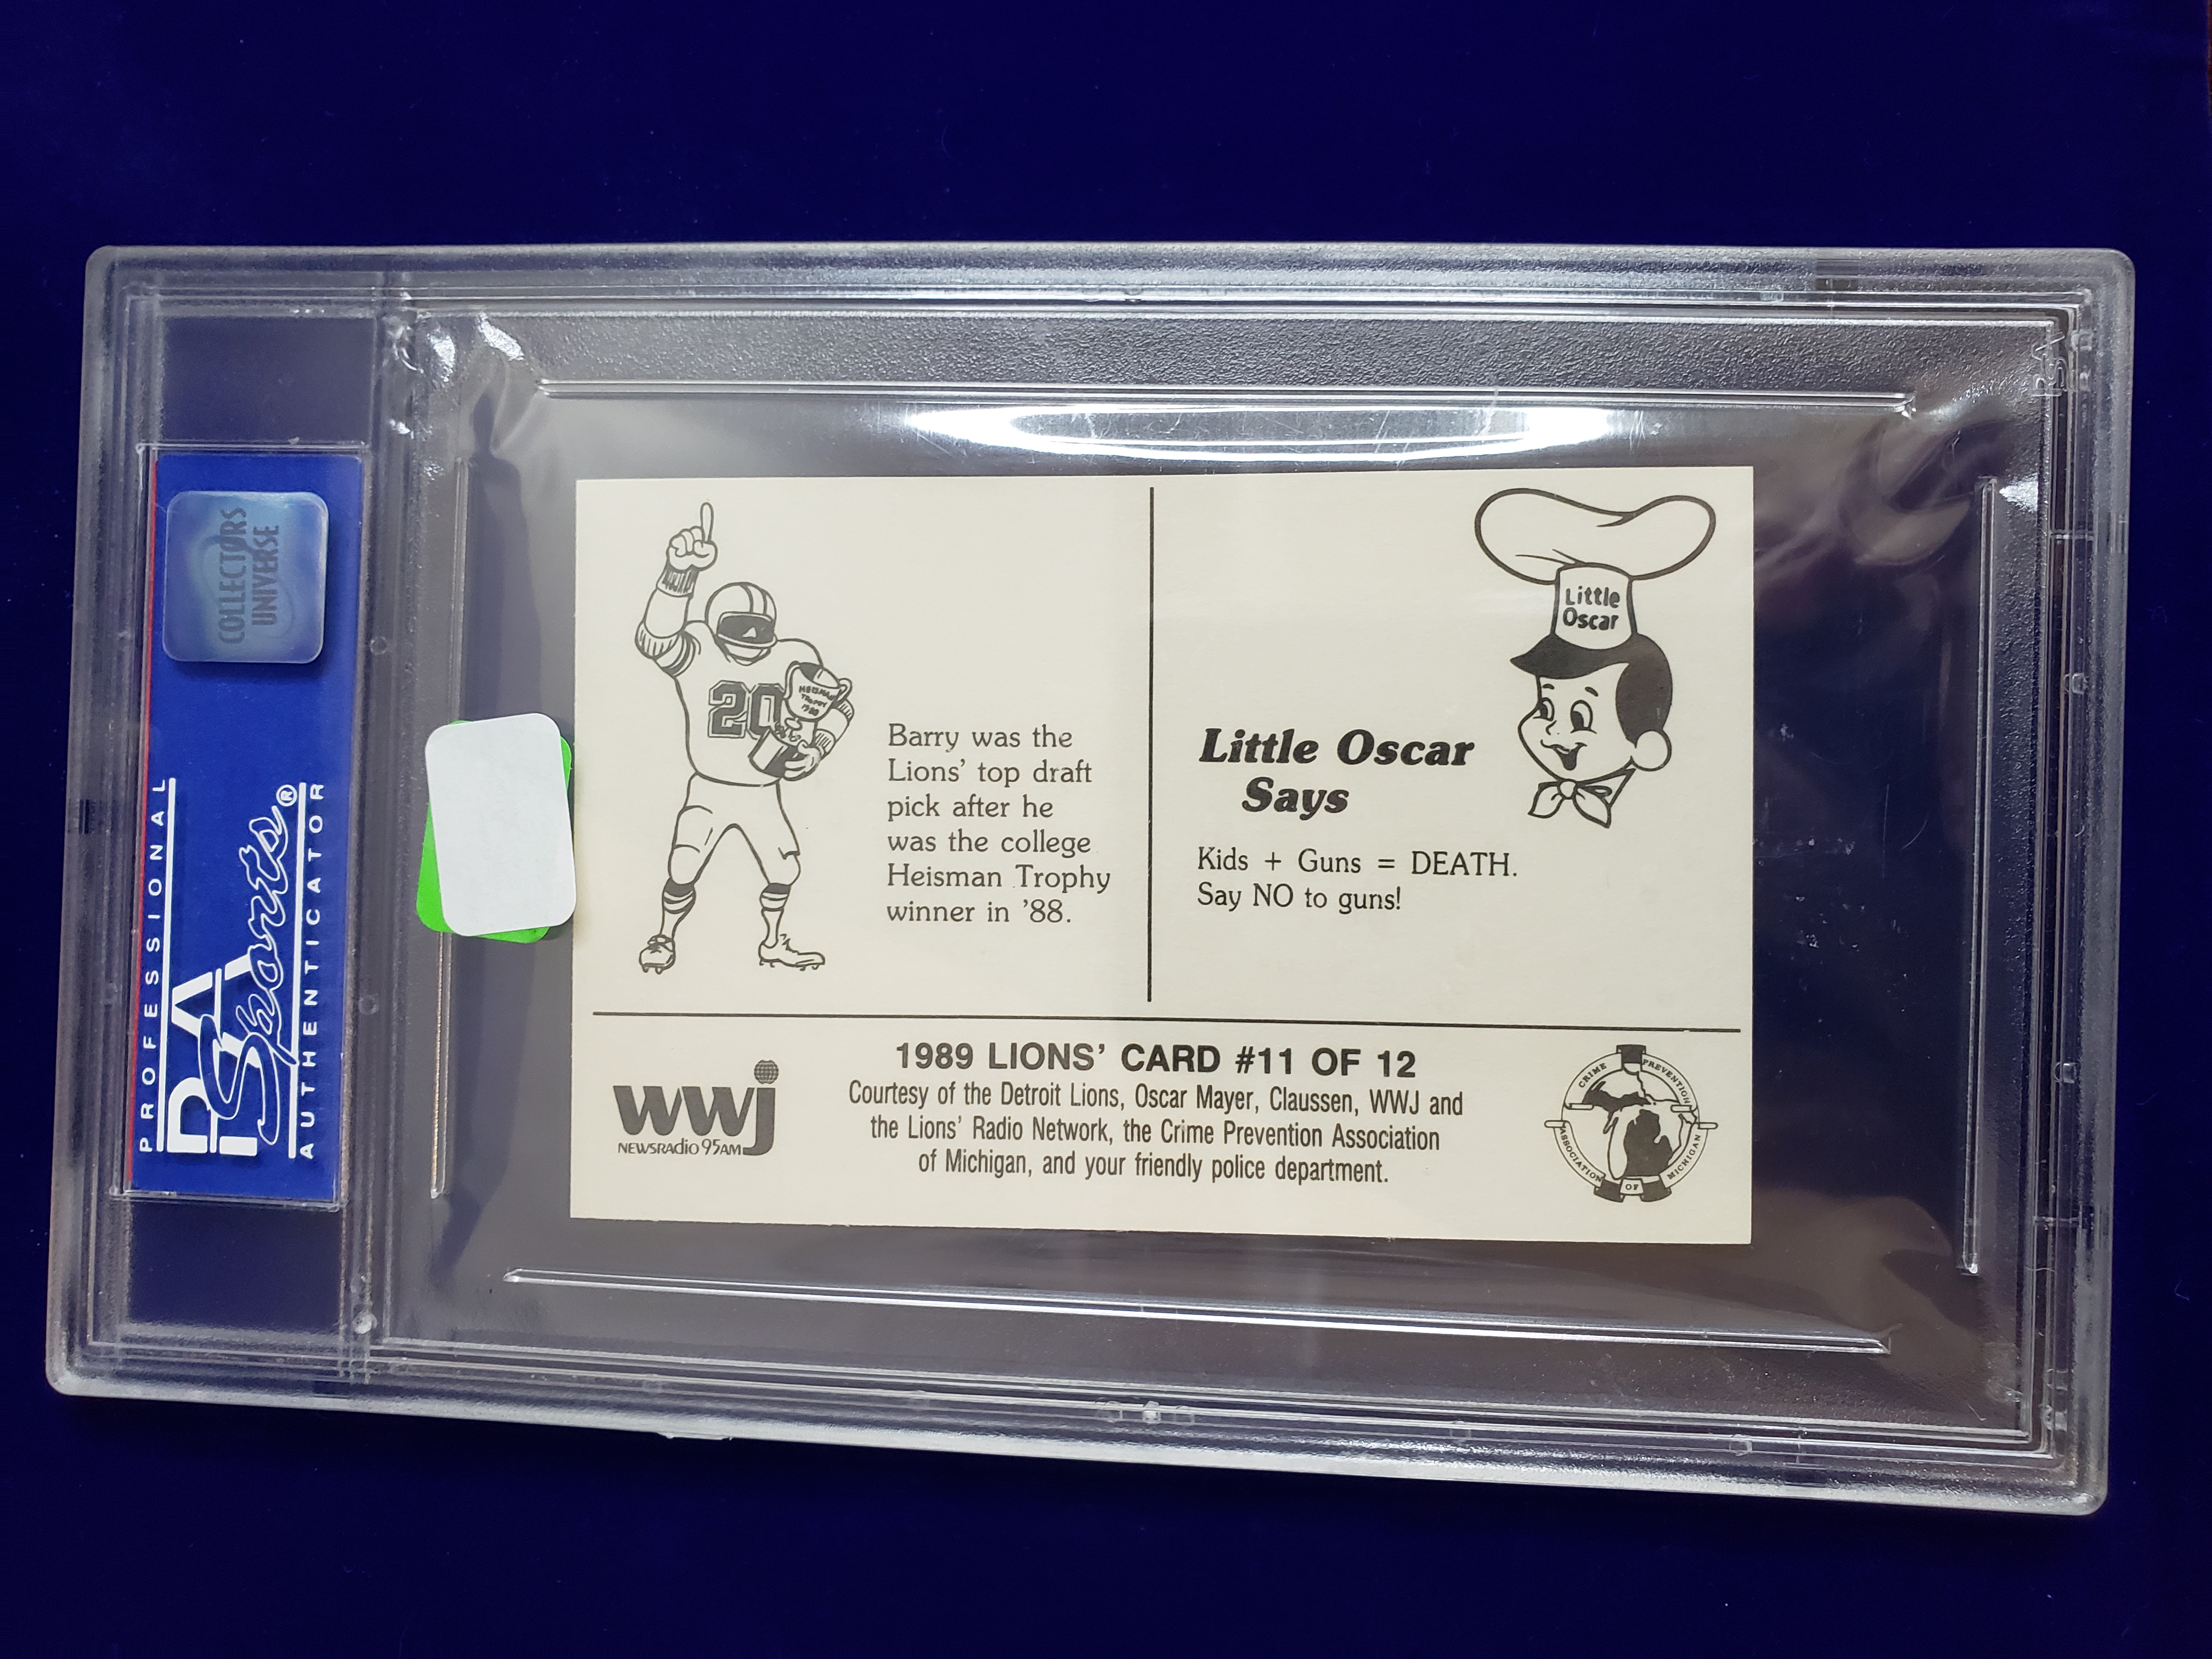 COLLECTORS
UNIVERSE
PROFESSIONAL
PSA
Sports®
AUTHENTICATOR
20
HEISMAN
TROPHY
Barry was the
Lions' top draft
pick after he
was the college
Heisman Trophy
winner in '88.
Little
Oscar
Little Oscar
Says
Kids + Guns = DEATH.
Say NO to guns!
WWJ
NEWSRADIO 95AM
1989 LIONS' CARD #11 OF 12
Courtesy of the Detroit Lions, Oscar Mayer, Claussen, WWJ and
the Lions' Radio Network, the Crime Prevention Association
of Michigan, and your friendly police department.
CRIME PREVENTION
ASSOCIATION OF MICHIGAN